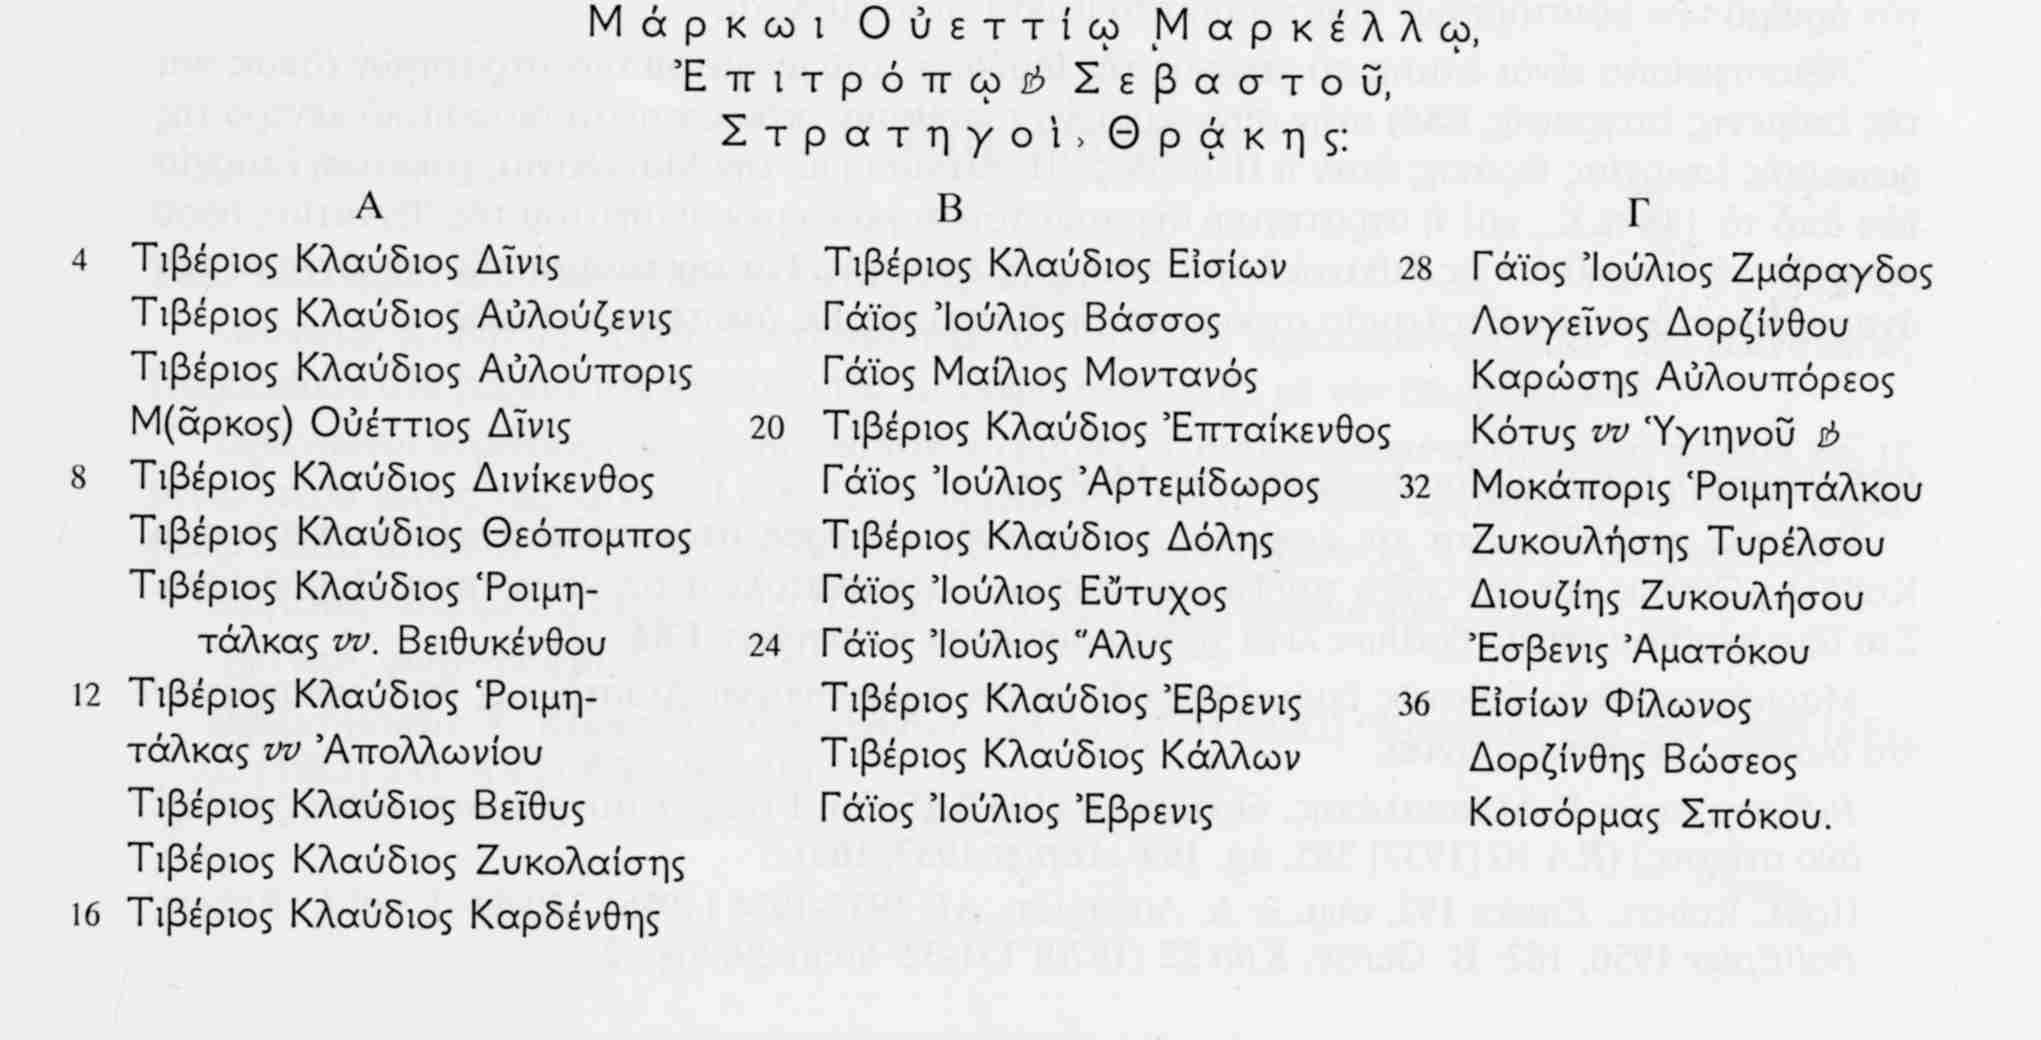 Μάρκωι Οὐεττίῳ Μαρκέλλῳ,
Ἐπιτρόπῳ Σεβαστοῦ,
Στρατηγοὶ Θρᾴκης:
Α
4 Τιβέριος Κλαύδιος Δῖνις
Τιβέριος Κλαύδιος Αὐλούζενις
Τιβέριος Κλαύδιος Αὐλούπορις
Μ(ᾶρκος) Οὐέττιος Δῖνις
8 Τιβέριος Κλαύδιος Δινίκενθος
Τιβέριος Κλαύδιος Θεόπομπος
Τιβέριος Κλαύδιος Ῥοιμη-
τάλκας vv. Βειθυκένθου
12 Τιβέριος Κλαύδιος Ῥοιμη-
τάλκας vv Ἀπολλωνίου
Τιβέριος Κλαύδιος Βεῖθυς
Τιβέριος Κλαύδιος Ζυκολαίσης
16 Τιβέριος Κλαύδιος Καρδένθης
Β
Τιβέριος Κλαύδιος Εἰσίων
Γάϊος Ἰούλιος Βάσσος
Γάϊος Μαίλιος Μοντανός
20 Τιβέριος Κλαύδιος Ἐπταίκενθος
Γάϊος Ἰούλιος Ἀρτεμίδωρος
Τιβέριος Κλαύδιος Δόλης
Γάϊος Ἰούλιος Εὔτυχος
24 Γάϊος Ἰούλιος Ἅλυς
Τιβέριος Κλαύδιος Ἐβρενις
Τιβέριος Κλαύδιος Κάλλων
Γάϊος Ἰούλιος Ἐβρενις
Γ
28 Γάϊος Ἰούλιος Ζμάραγδος
Λονγεῖνος Δορζίνθου
Καρώσης Αὐλουπόρεος
Κότυς vv Ὑγιηνοῦ
32 Μοκάπορις Ῥοιμητάλκου
Ζυκουλήσης Τυρέλσου
Διουζίης Ζυκουλήσου
Ἐσβενις Ἀματόκου
36 Εἰσίων Φίλωνος
Δορζίνθης Βώσεος
Κοισόρμας Σπόκου.